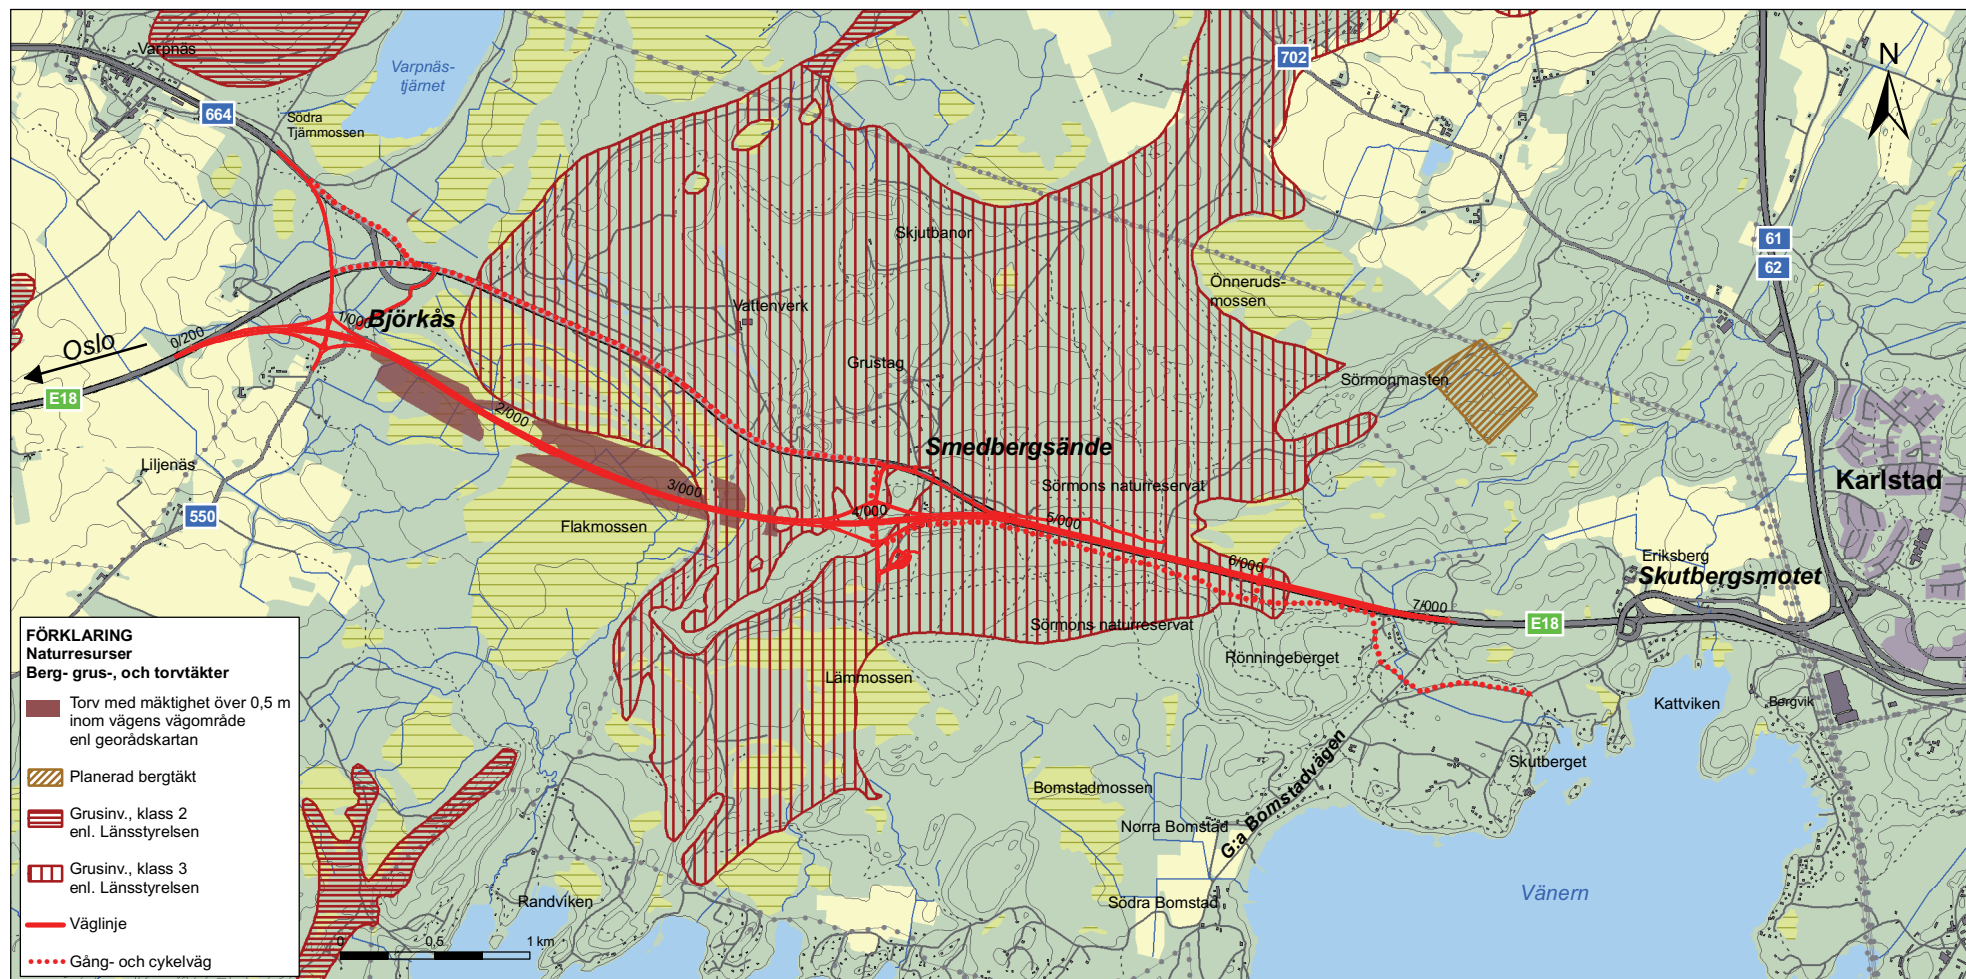 Varpnäs
Varpnäs-
tjärnet
702
N
664
Södra
Tjärnmossen
Skjutbanor
61
62
Önneruds-
mossen
Vattenverk
Björkås
1/000
0/200
Oslo
E18
Grustag
Sörmonmasten
2/000
Smedbergsände
Liljenäs
Karlstad
3/000
Sörmons naturreservat
550
4/000
5/000
Flakmossen
Eriksberg
6/000
Skutbergsmotet
7/000
E18
Sörmons naturreservat
Rönningeberget
Lämmossen
Kattviken
Bergvik
Skutberget
Bomstadmossen
G:a Bomstadvägen
Norra Bomstad
Södra Bomstad
Vänern
Randviken
0
0,5
1 km
FÖRKLARING
Naturresurser
Berg- grus-, och torvtäkter
Torv med mäktighet över 0,5 m
inom vägens vägområde
enl georådskartan
Planerad bergtäkt
Grusinv., klass 2
enl. Länsstyrelsen
Grusinv., klass 3
enl. Länsstyrelsen
Väglinje
Gång- och cykelväg